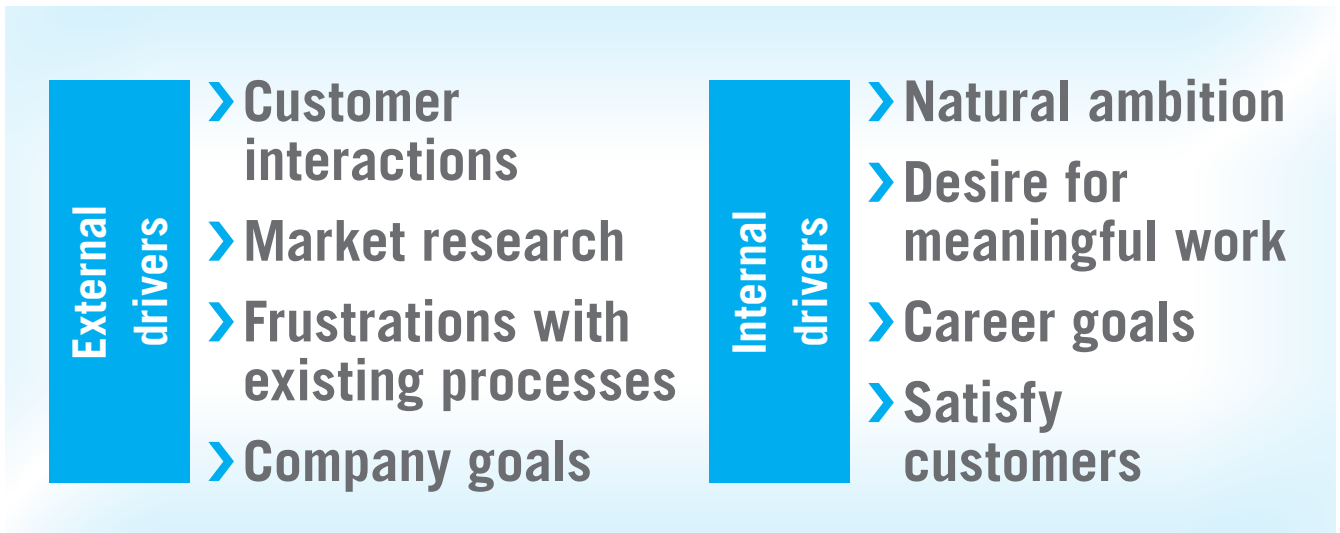 External
drivers
Customer
interactions
Market research
Frustrations with
existing processes
Company goals
Internal
drivers
Natural ambition
Desire for
meaningful work
Career goals
Satisfy
customers